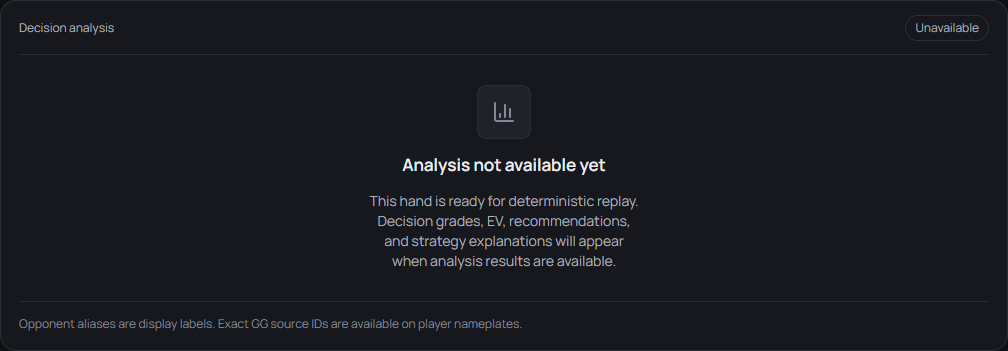 Decision analysis
Unavailable
Analysis not available yet
This hand is ready for deterministic replay.
Decision grades, EV, recommendations,
and strategy explanations will appear
when analysis results are available.
Opponent aliases are display labels. Exact GG source IDs are available on player nameplates.